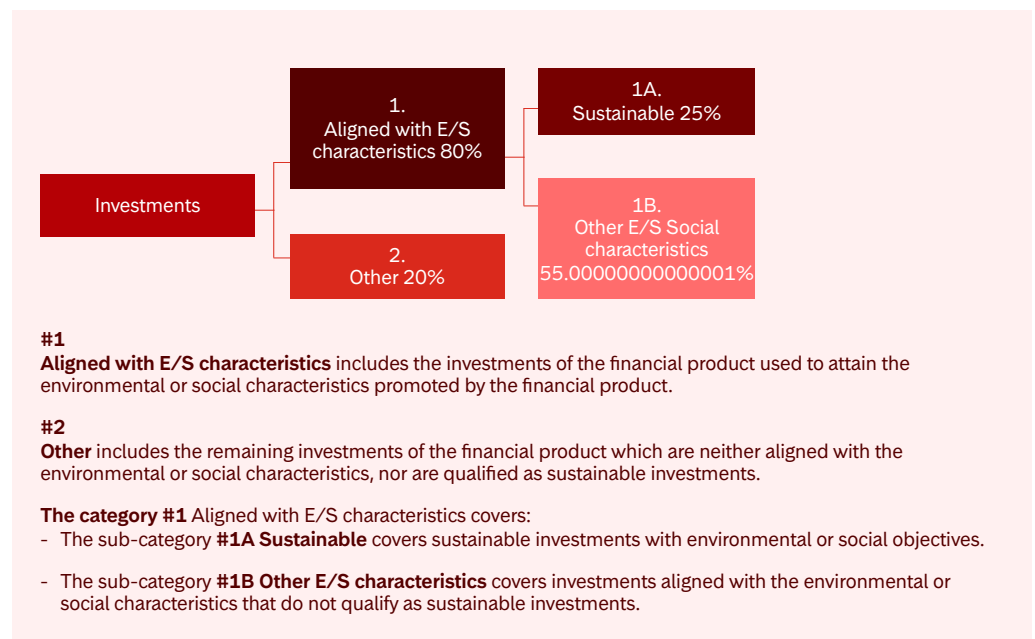 Investments
1.
Aligned with E/S
characteristics 80%
2.
Other 20%
1A.
Sustainable 25%
1B.
Other E/S Social
characteristics
55.00000000000001%
#1
Aligned with E/S characteristics includes the investments of the financial product used to attain the
environmental or social characteristics promoted by the financial product.
#2
Other includes the remaining investments of the financial product which are neither aligned with the
environmental or social characteristics, nor are qualified as sustainable investments.
The category #1 Aligned with E/S characteristics covers:
- The sub-category #1A Sustainable covers sustainable investments with environmental or social objectives.
- The sub-category #1B Other E/S characteristics covers investments aligned with the environmental or
social characteristics that do not qualify as sustainable investments.